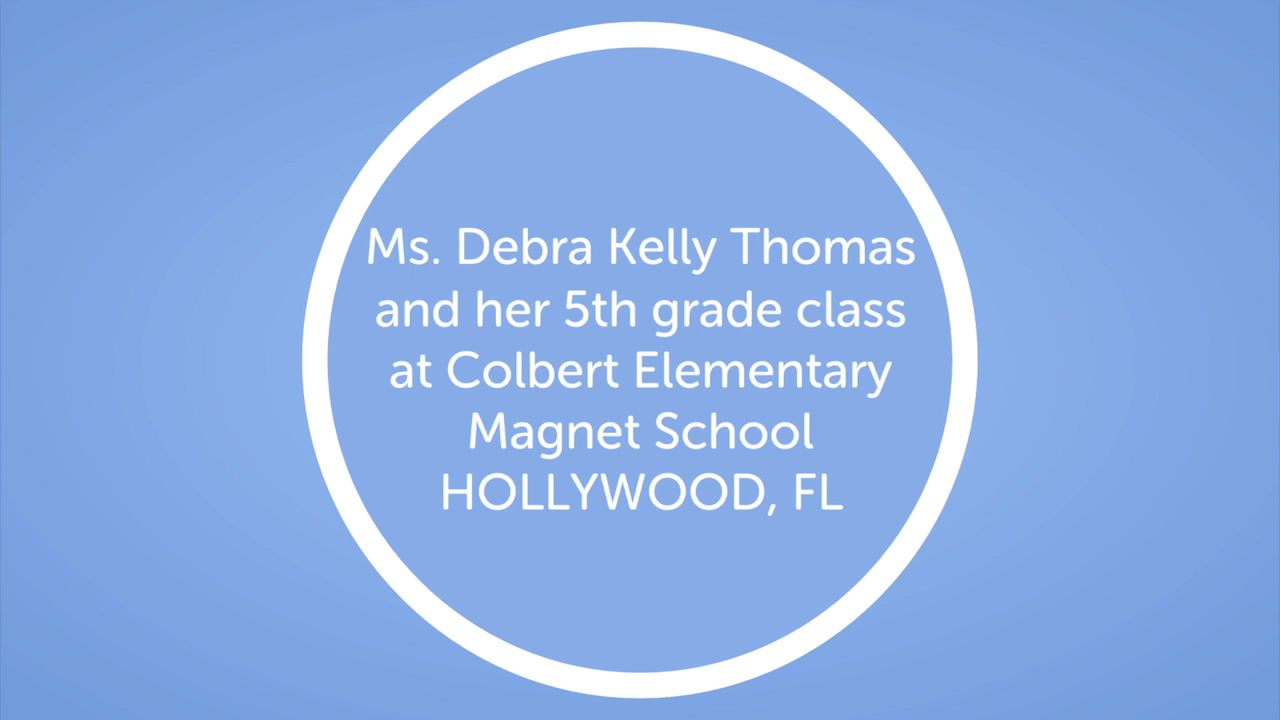 Ms. Debra Kelly Thomas
and her 5th grade class
at Colbert Elementary
Magnet School
HOLLYWOOD, FL